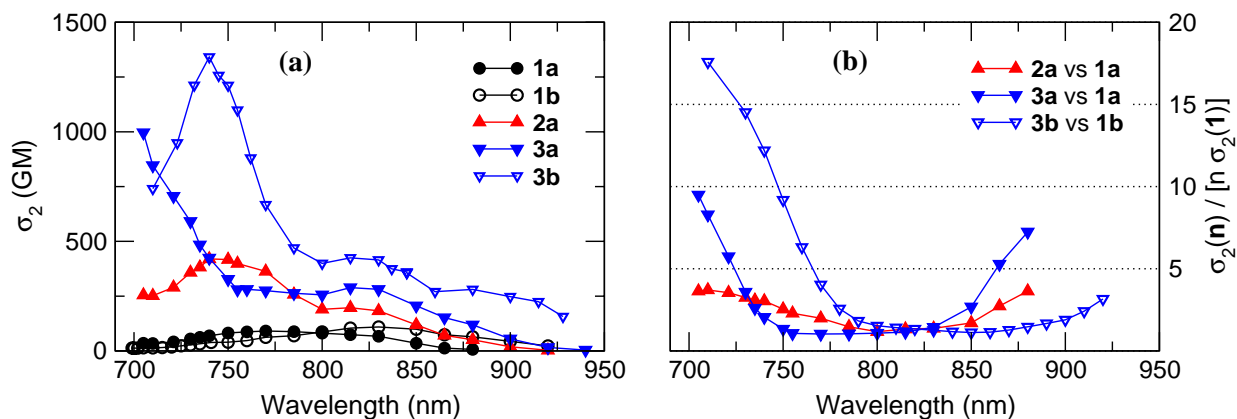 1500
1000
500
0
σ2 (GM)
(a)
1a
1b
2a
3a
3b
700 750 800 850 900 950
Wavelength (nm)
(b)
2a vs 1a
3a vs 1a
3b vs 1b
20
15
10
5
σ2(n) / [n σ2(1)]
700 750 800 850 900 950
Wavelength (nm)